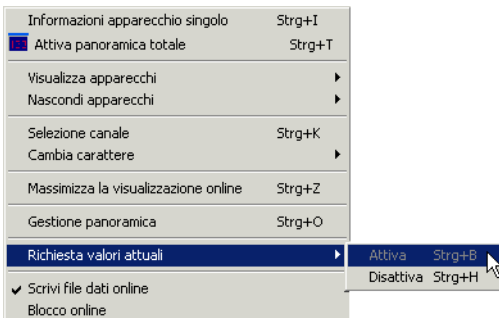 Informazioni apparecchio singolo Strg+I
Attiva panoramica totale Strg+T
Visualizza apparecchi
Nascondi apparecchi
Selezione canale Strg+K
Cambia carattere
Massimizza la visualizzazione online Strg+Z
Gestione panoramica Strg+O
Richiesta valori attuali
Attiva Strg+B
Disattiva Strg+H
Scrivi file dati online
Blocco online